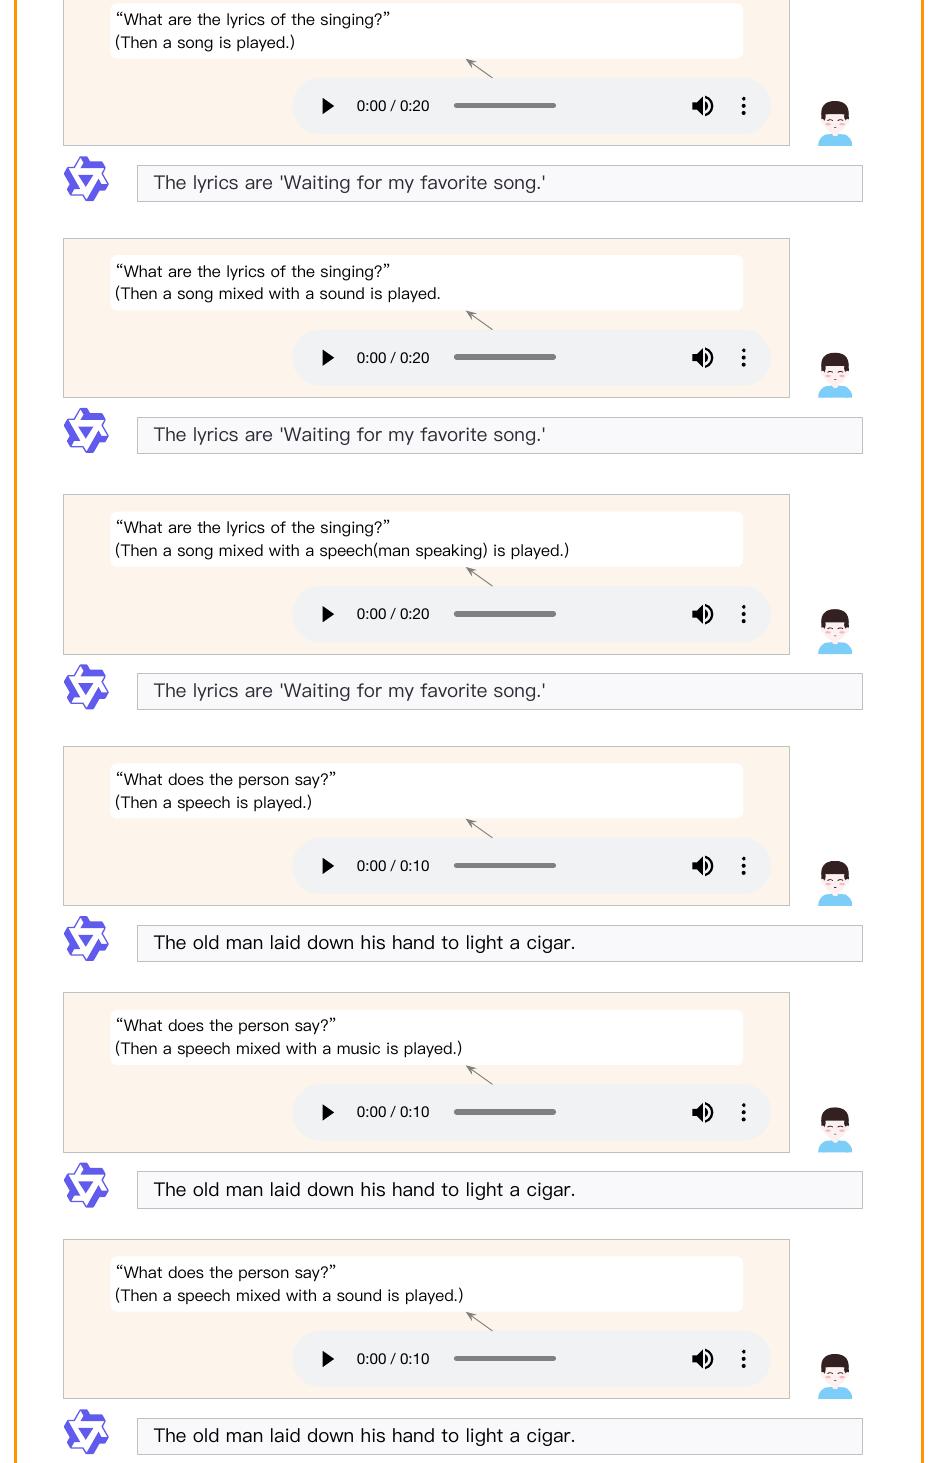 “What are the lyrics of the singing?”
(Then a song is played.)
0:00 / 0:20
The lyrics are 'Waiting for my favorite song.'
“What are the lyrics of the singing?”
(Then a song mixed with a sound is played.
0:00 / 0:20
The lyrics are 'Waiting for my favorite song.'
“What are the lyrics of the singing?”
(Then a song mixed with a speech(man speaking) is played.)
0:00 / 0:20
The lyrics are 'Waiting for my favorite song.'
“What does the person say?”
(Then a speech is played.)
0:00 / 0:10
The old man laid down his hand to light a cigar.
“What does the person say?”
(Then a speech mixed with a music is played.)
0:00 / 0:10
The old man laid down his hand to light a cigar.
“What does the person say?”
(Then a speech mixed with a sound is played.)
0:00 / 0:10
The old man laid down his hand to light a cigar.